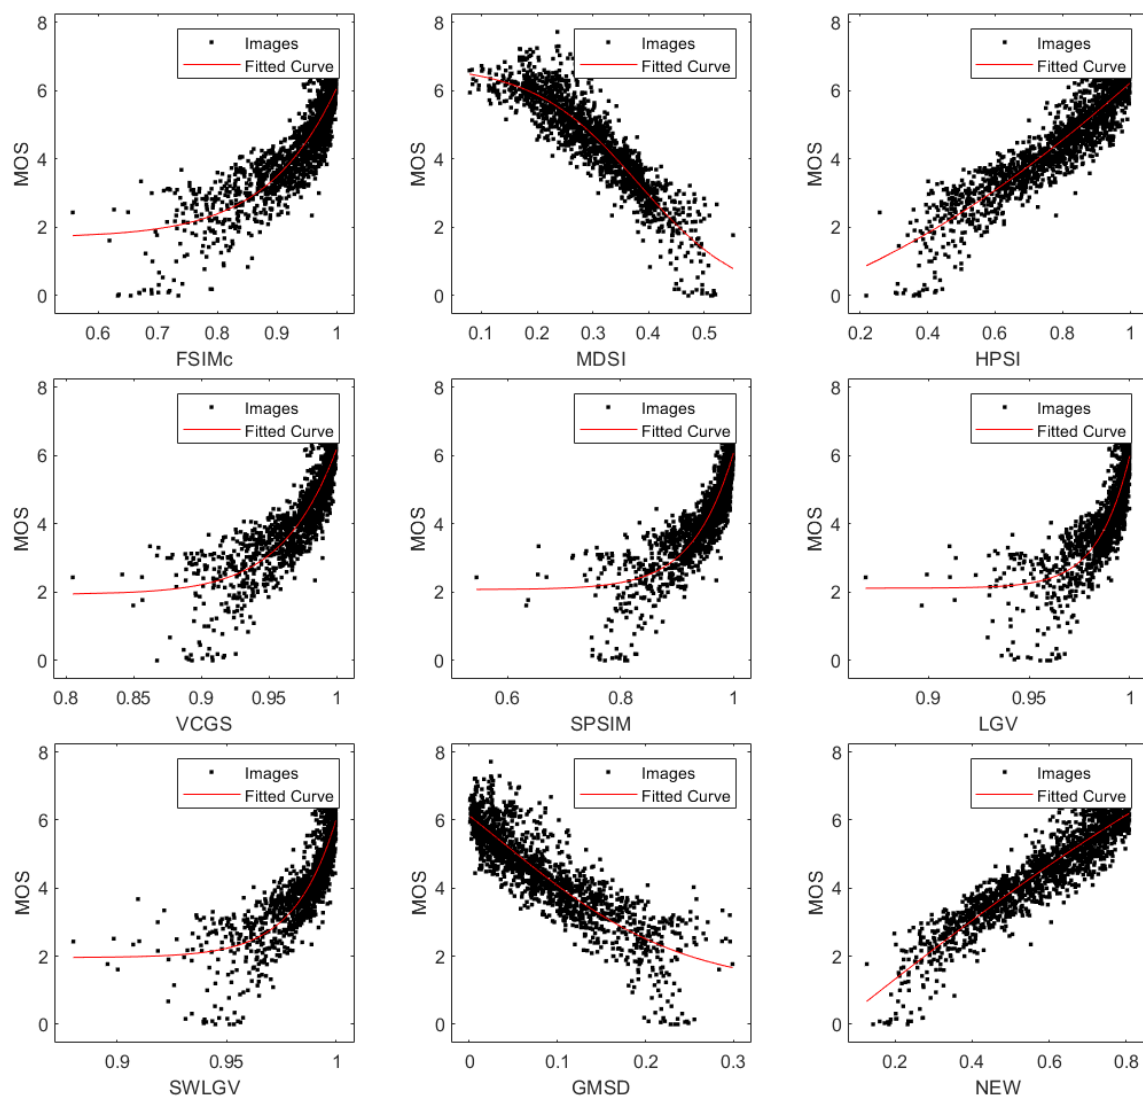 Images
Fitted Curve
MOS
8
6
4
2
0
0.6 0.7 0.8 0.9 1
FSIMc
Images
Fitted Curve
MOS
8
6
4
2
0
0.1 0.2 0.3 0.4 0.5
MDSI
Images
Fitted Curve
MOS
8
6
4
2
0
0.2 0.4 0.6 0.8 1
HPSI
Images
Fitted Curve
MOS
8
6
4
2
0
0.8 0.85 0.9 0.95 1
VCGS
Images
Fitted Curve
MOS
8
6
4
2
0
0.6 0.8 1
SPSIM
Images
Fitted Curve
MOS
8
6
4
2
0
0.9 0.95 1
LGV
Images
Fitted Curve
MOS
8
6
4
2
0
0.9 0.95 1
SWLGV
Images
Fitted Curve
MOS
8
6
4
2
0
0 0.1 0.2 0.3
GMSD
Images
Fitted Curve
MOS
8
6
4
2
0
0.2 0.4 0.6 0.8
NEW